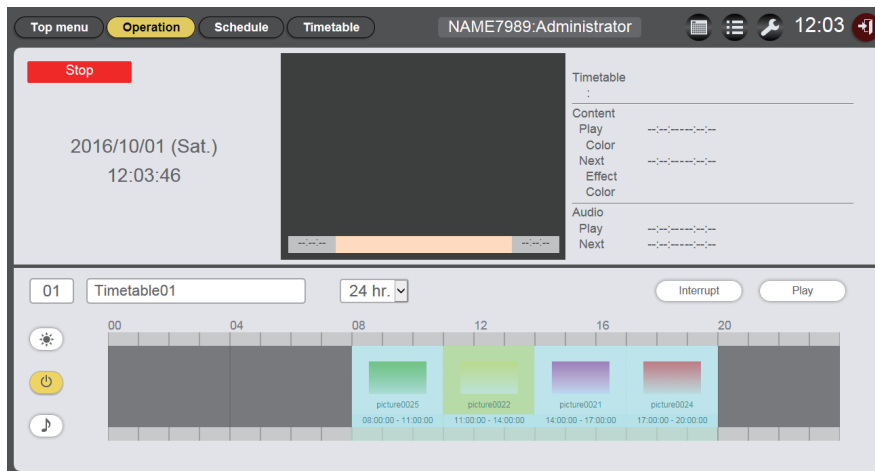 Top menu Operation Schedule Timetable NAME7989:Administrator 12:03
Stop
2016/10/01 (Sat.)
12:03:46
--:--:-- --:--:--
Timetable
:
Content
Play --:--:-----:--:--
Color
Next --:--:-----:--:--
Effect
Color
Audio
Play --:--:-----:--:--
Next --:--:-----:--:--
01 Timetable01 24 hr. Interrupt Play
00 04 08 12 16 20
picture0025 picture0022 picture0021 picture0024
08:00:00 - 11:00:00 11:00:00 - 14:00:00 14:00:00 - 17:00:00 17:00:00 - 20:00:00